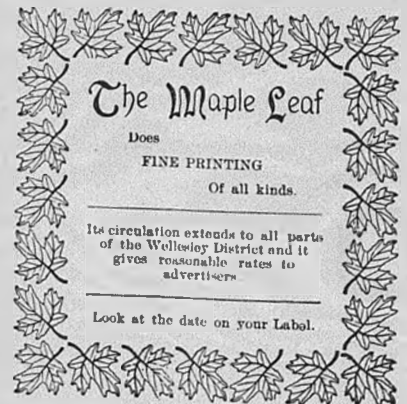 The Maple Leaf
Does
FINE PRINTING
Of all kinds.
Its circulation extends to all parts
of the Wellesley District and it
gives reasonable rates to
advertisers
Look at the date on your Label.